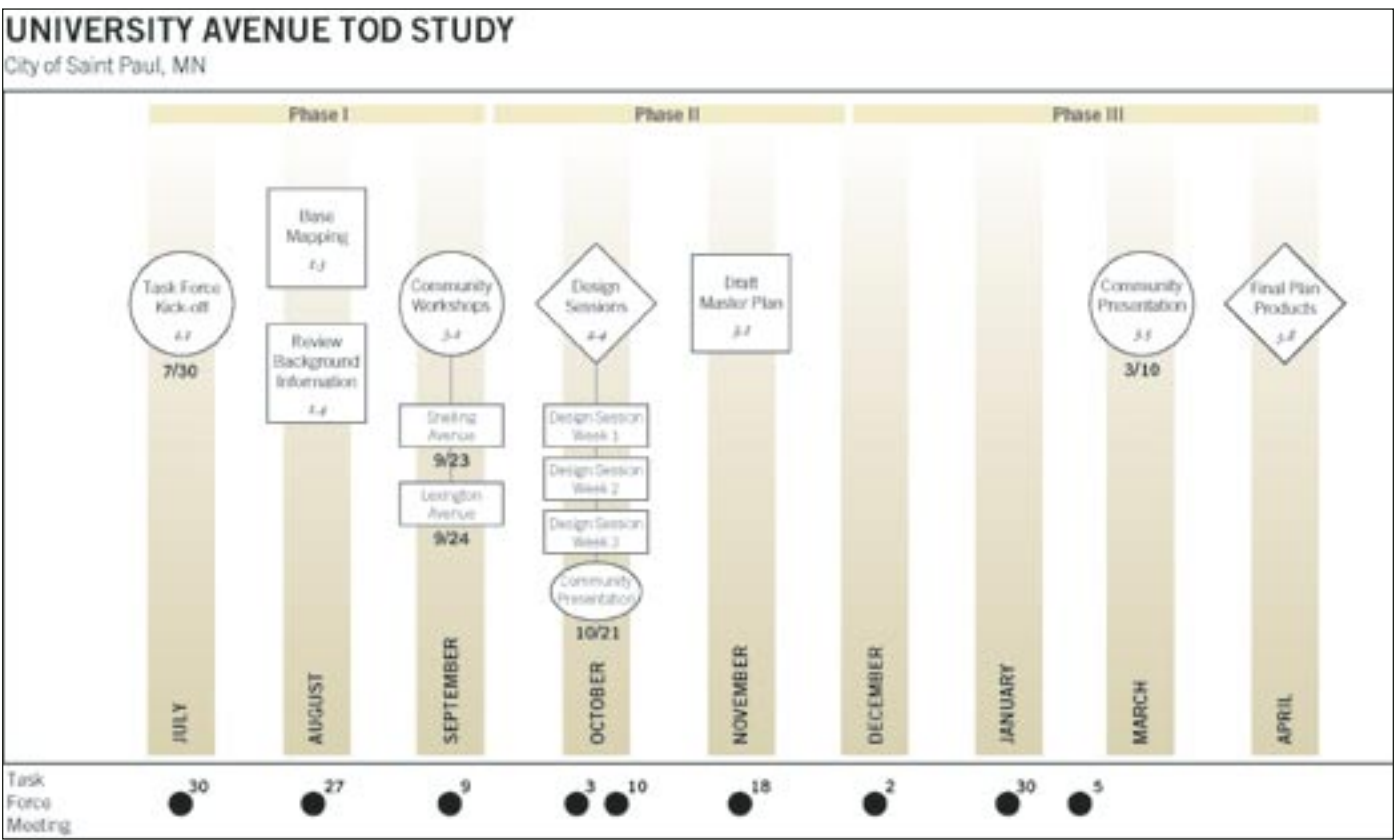 UNIVERSITY AVENUE TOD STUDY
City of Saint Paul, MN
Phase I
Phase II
Phase III
Task Force
Kick-off
7/30
Base
Mapping
Review
Background
Information
Community
Workshops
Snelling
Avenue
9/23
Lexington
Avenue
9/24
Design
Sessions
Design Session
Week 1
Design Session
Week 2
Design Session
Week 3
Community
Presentation
10/21
Draft
Master Plan
Community
Presentation
3/10
Final Plan
Products
JULY
AUGUST
SEPTEMBER
OCTOBER
NOVEMBER
DECEMBER
JANUARY
MARCH
APRIL
Task
Force
Meeting
30
27
9
3
10
18
2
30
5